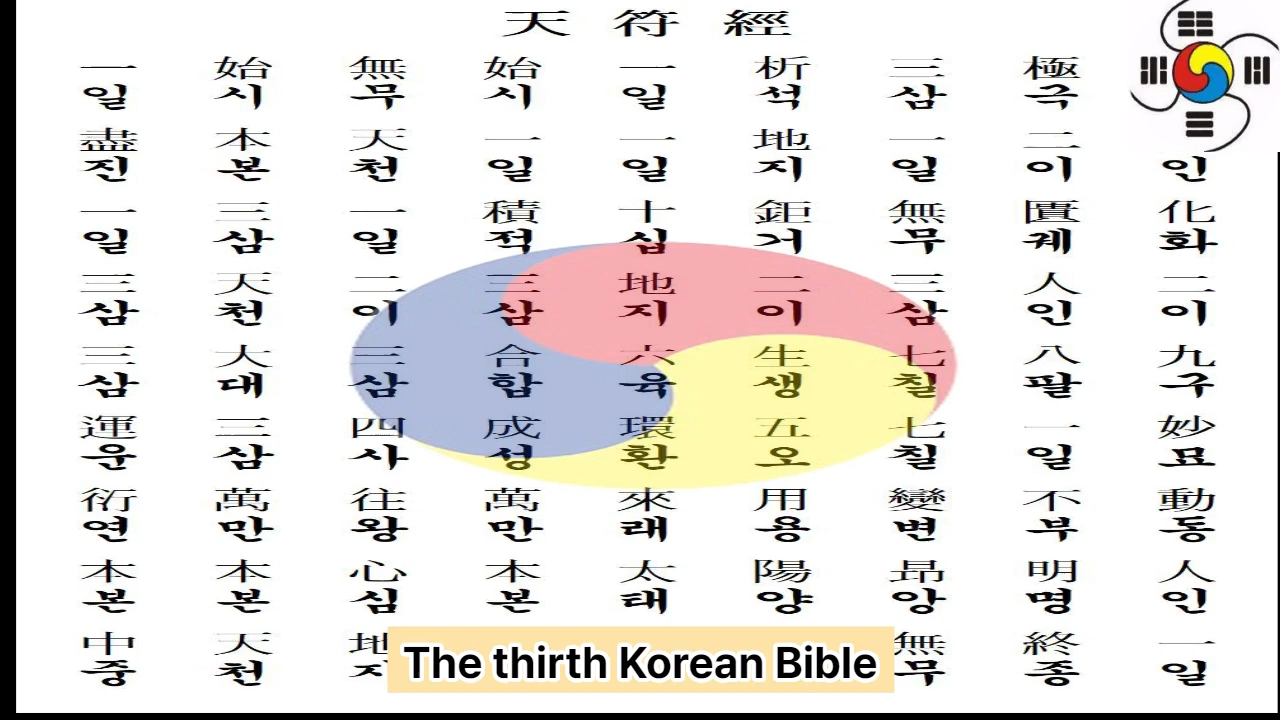 天 符 經
一 始 無 始 一 析 三 極
일 시 무 시 일 석 삼 극
盡 本 天 一 一 地 一 二
진 본 천 일 일 지 일 이 인
一 三 一 積 十 鉅 無 匱 化
일 삼 일 적 십 거 무 궤 화
三 天 二 三 地 二 三 人 二
삼 천 이 삼 지 이 삼 인 이
三 大 三 合 六 生 七 八 九
삼 대 삼 합 육 생 칠 팔 구
運 三 四 成 環 五 七 一 妙
운 삼 사 성 환 오 칠 일 묘
衍 萬 往 萬 來 用 變 不 動
연 만 왕 만 래 용 변 부 동
本 本 心 本 太 陽 昻 明 人
본 본 심 본 태 양 앙 명 인
中 天 地 無 終 一
중 천 지 무 종 일
The thirth Korean Bible